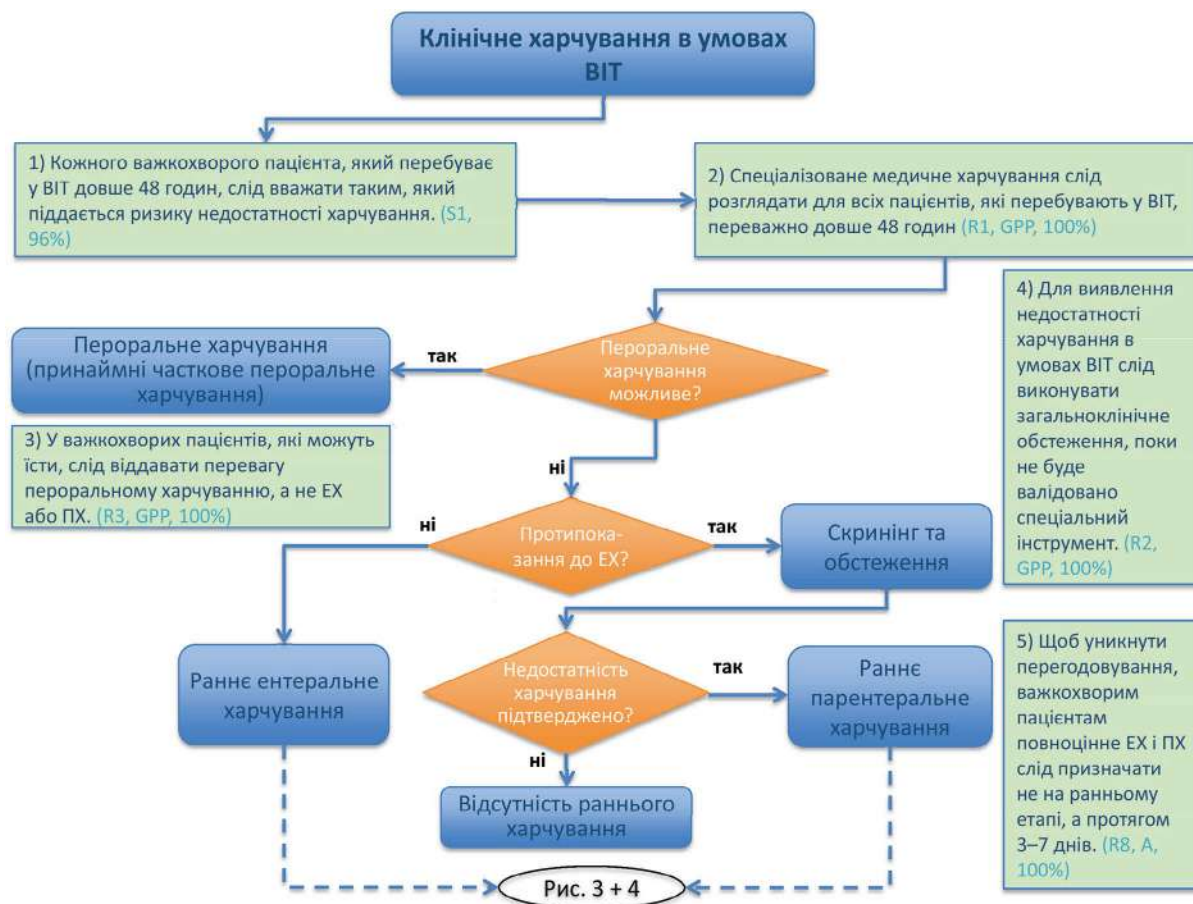 Клінічне харчування в умовах
ВІТ
1) Кожного важкохворого пацієнта, який перебуває
у ВІТ довше 48 годин, слід вважати таким, який
піддається ризику недостатності харчування. (S1,
96%)
2) Спеціалізоване медичне харчування слід
розглядати для всіх пацієнтів, які перебувають у ВІТ,
переважно довше 48 годин (R1, GPP, 100%)
Пероральне
харчування
можливе?
так
Пероральне харчування
(принаймні часткове пероральне
харчування)
3) У важкохворих пацієнтів, які можуть
їсти, слід віддавати перевагу
пероральному харчуванню, а не ЕХ
або ПХ. (R3, GPP, 100%)
4) Для виявлення
недостатності
харчування в
умовах ВІТ слід
виконувати
загальноклінічне
обстеження, поки
не буде
валідовано
спеціальний
інструмент. (R2,
GPP, 100%)
ні
Протипока-
зання до ЕХ?
ні
так
Скринінг та
обстеження
Раннє ентеральне
харчування
Недостатність
харчування
підтверджено?
так
Раннє
парентеральне
харчування
5) Щоб уникнути
перегодовування,
важкохворим
пацієнтам
повноцінне ЕХ і ПХ
слід призначати
не на ранньому
етапі, а протягом
3–7 днів. (R8, A,
100%)
ні
Відсутність раннього
харчування
Рис. 3 + 4